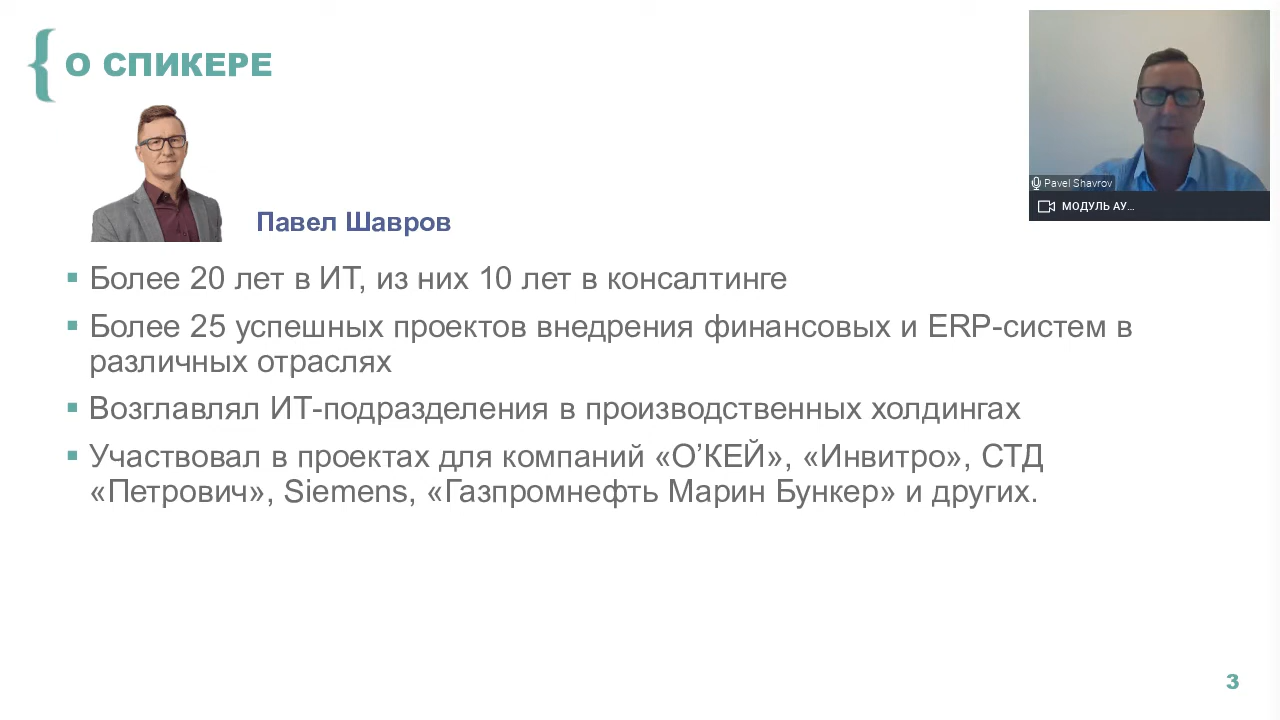 О СПИКЕРЕ
Pavel Shavrov
МОДУЛЬ АУ...
Павел Шавров
Более 20 лет в ИТ, из них 10 лет в консалтинге
Более 25 успешных проектов внедрения финансовых и ERP-систем в
различных отраслях
Возглавлял ИТ-подразделения в производственных холдингах
Участвовал в проектах для компаний «О’КЕЙ», «Инвитро», СТД
«Петрович», Siemens, «Газпромнефть Марин Бункер» и других.
3